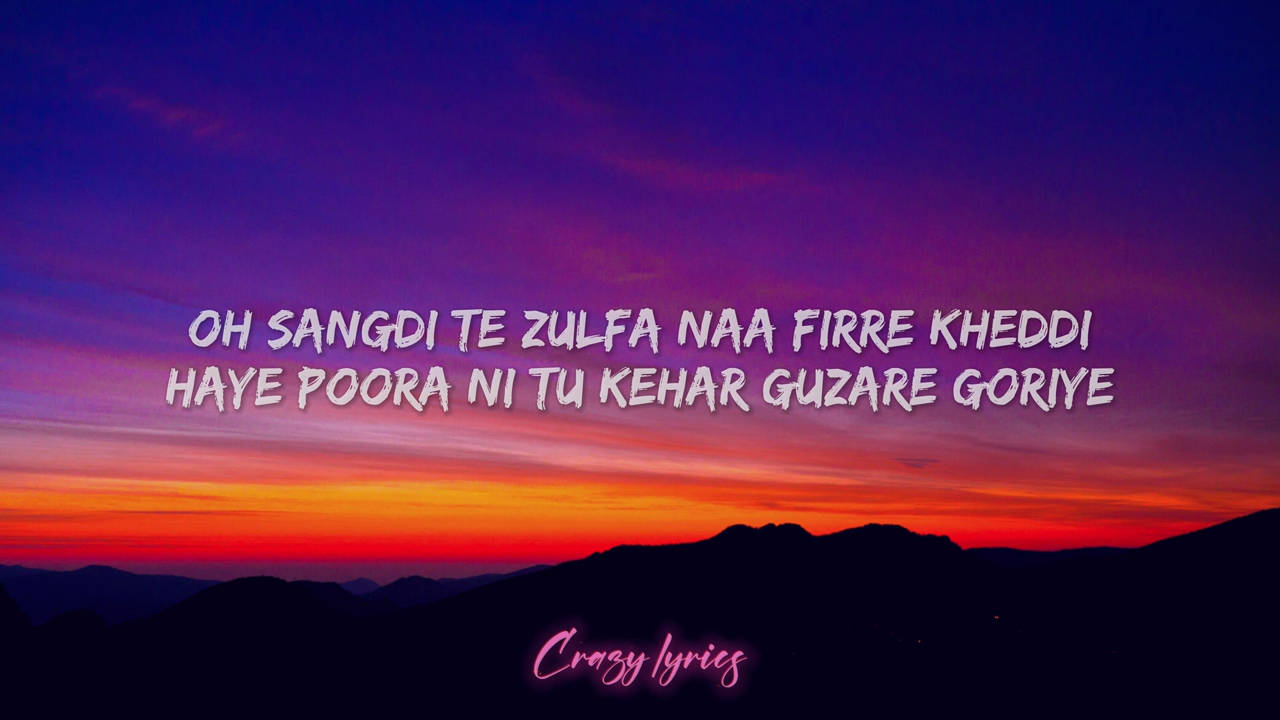 OH SANGDI TE ZULFA NAA FIRRE KHEDDI
HAYE POORA NI TU KEHAR GUZARE GORIYE
Crazy lyrics